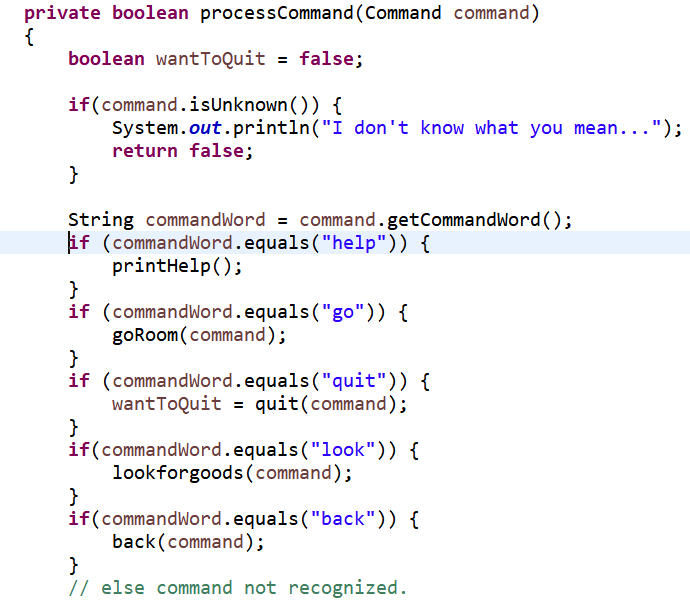 private boolean processCommand(Command command)
{
    boolean wantToQuit = false;

    if(command.isUnknown()) {
        System.out.println("I don't know what you mean...");
        return false;
    }

    String commandWord = command.getCommandWord();
    if (commandWord.equals("help")) {
        printHelp();
    }
    if (commandWord.equals("go")) {
        goRoom(command);
    }
    if (commandWord.equals("quit")) {
        wantToQuit = quit(command);
    }
    if(commandWord.equals("look")) {
        lookforgoods(command);
    }
    if(commandWord.equals("back")) {
        back(command);
    }
    // else command not recognized.